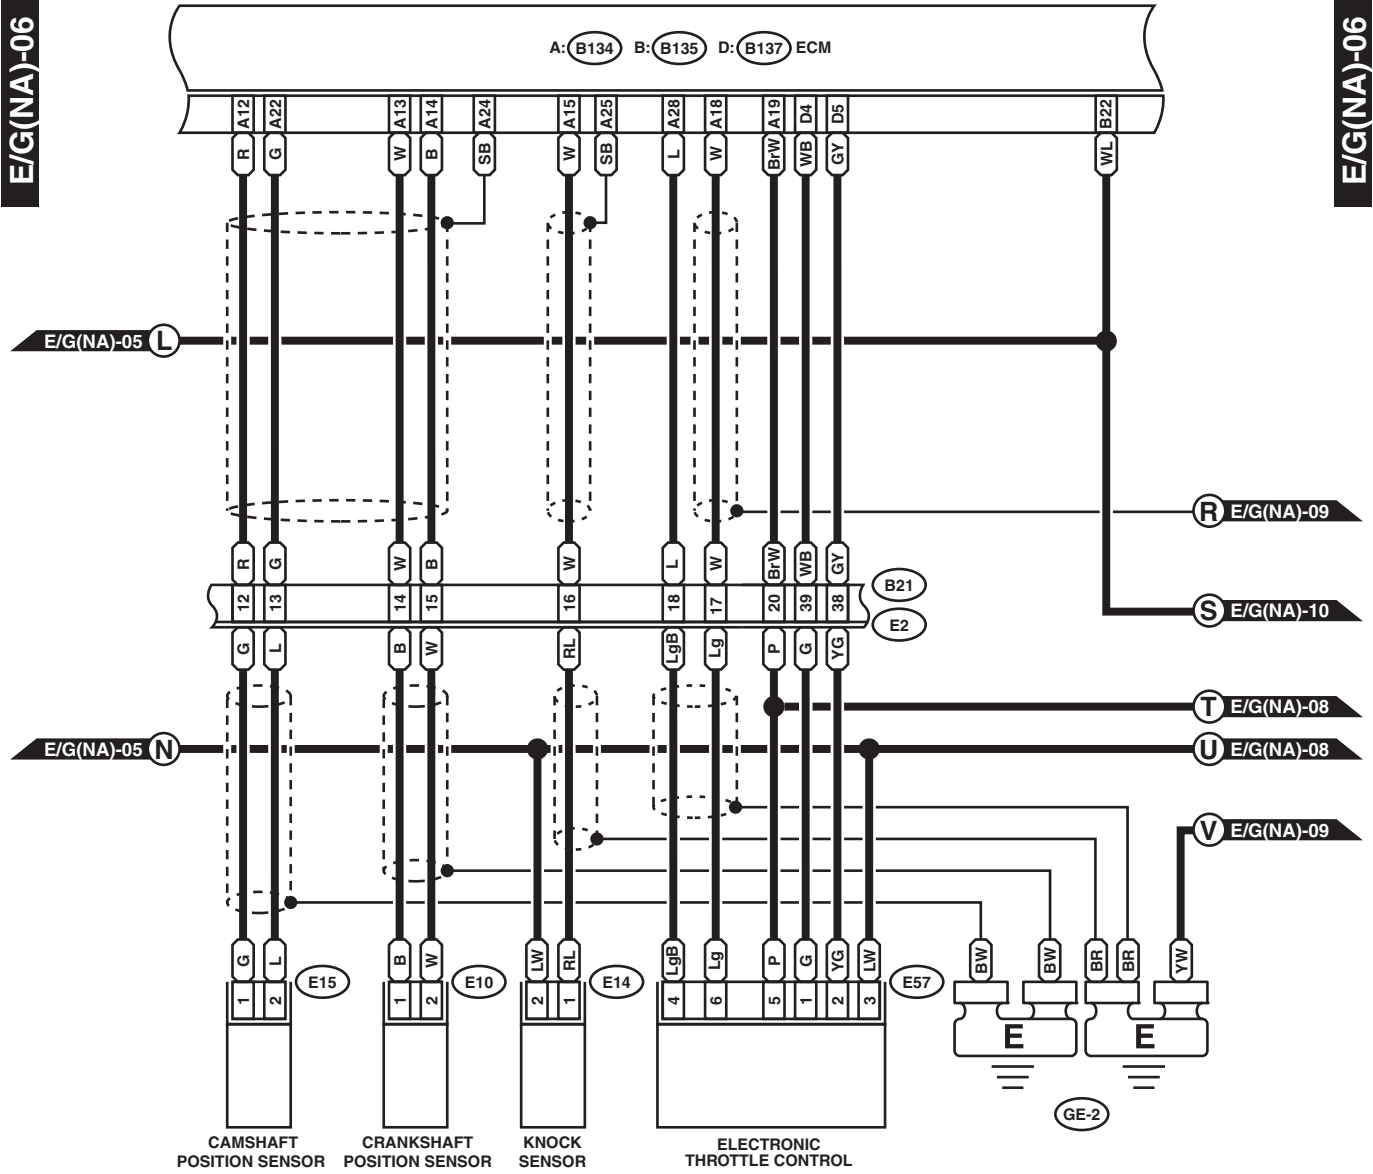 E/G(NA)-06
E/G(NA)-06
A: B134 B: B135 D: B137 ECM
A12 A22 A13 A14 A24 A15 A25 A28 A18 A19 D4 D5 B22
R G W B SB W SB L W BrW WB GY WL
E/G(NA)-05 L
R E/G(NA)-09
R G W B W L W BrW WB GY
B21
12 13 14 15 16 18 17 20 39 38
S E/G(NA)-10
E2
G L B W RL LgB Lg P G YG
T E/G(NA)-08
E/G(NA)-05 N
U E/G(NA)-08
V E/G(NA)-09
G L B W LW RL LgB Lg P G YG LW BW BW BR BR YW
E15 E10 E14 E57
1 2 1 2 2 1 4 6 5 1 2 3
E E
GE-2
CAMSHAFT
POSITION SENSOR
CRANKSHAFT
POSITION SENSOR
KNOCK
SENSOR
ELECTRONIC
THROTTLE CONTROL